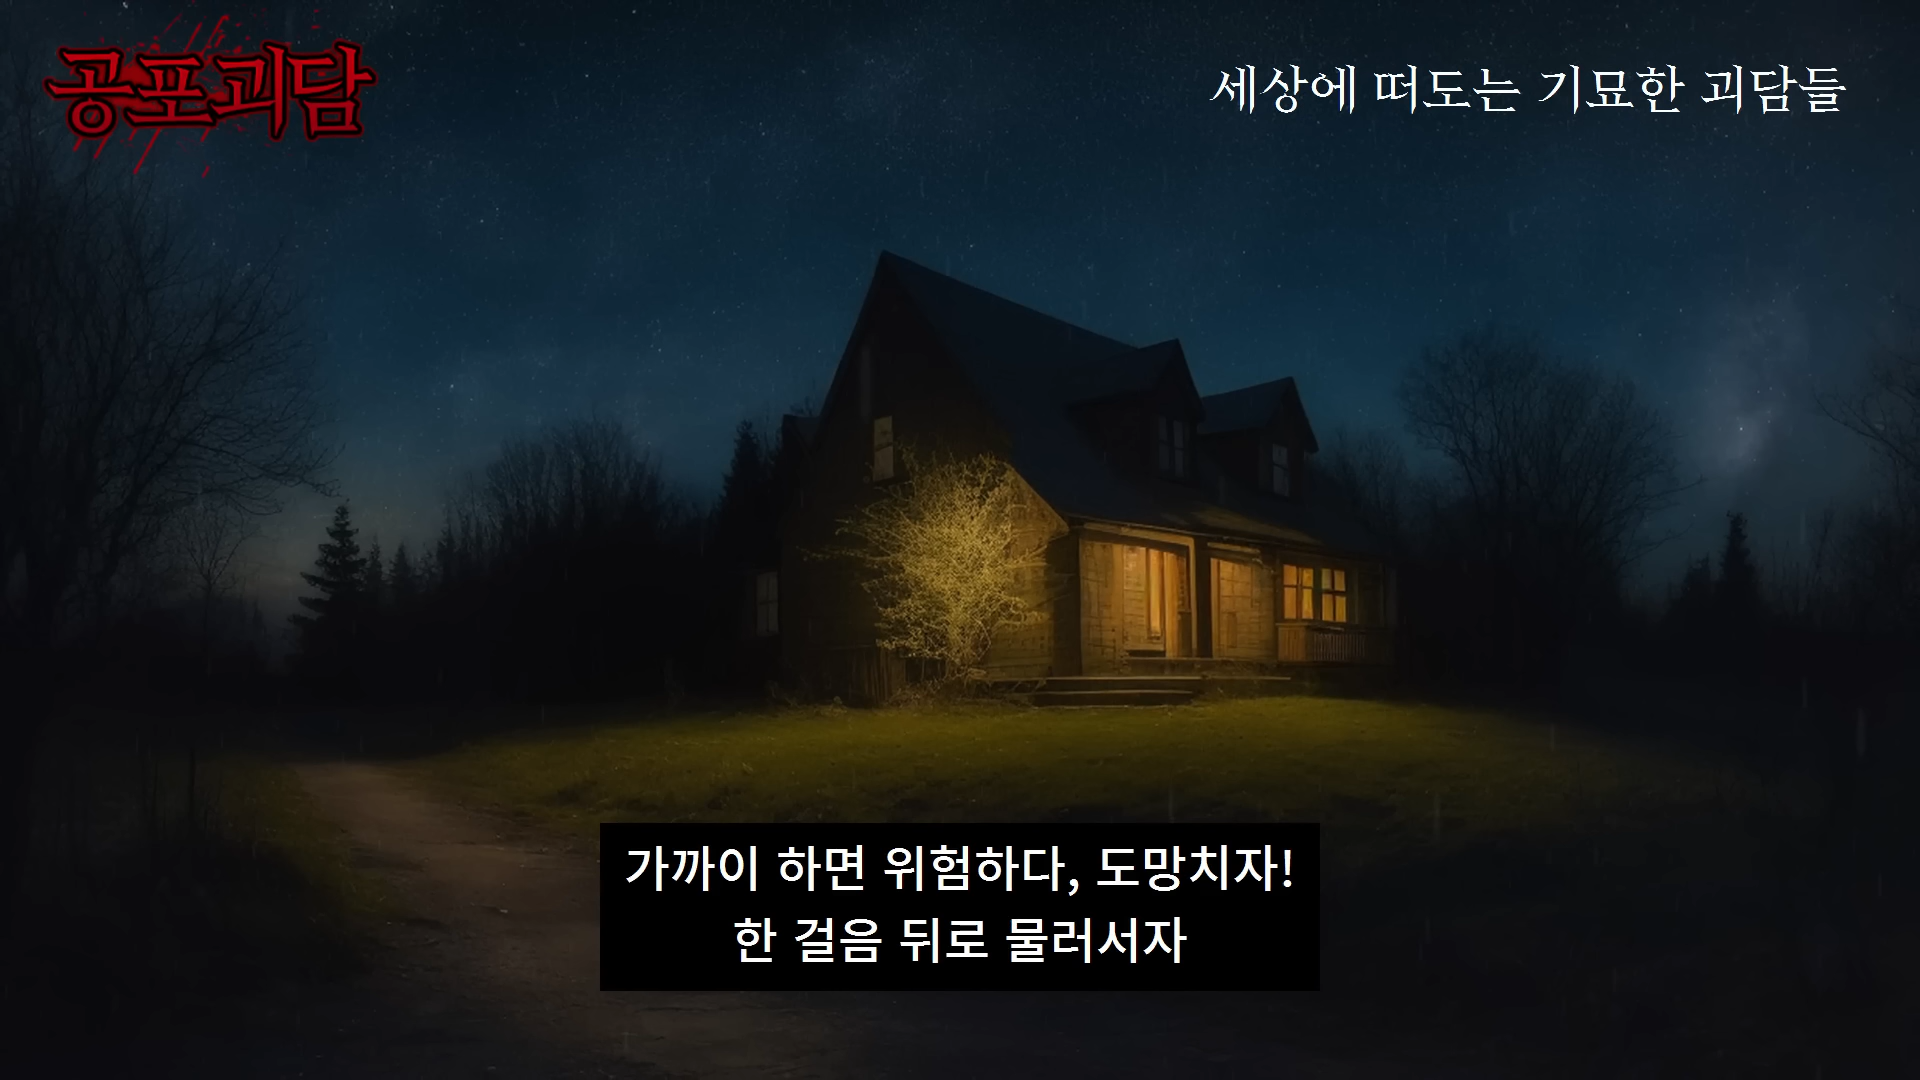 공포괴담
세상에 떠도는 기묘한 괴담들
가까이 하면 위험하다, 도망치자!
한 걸음 뒤로 물러서자